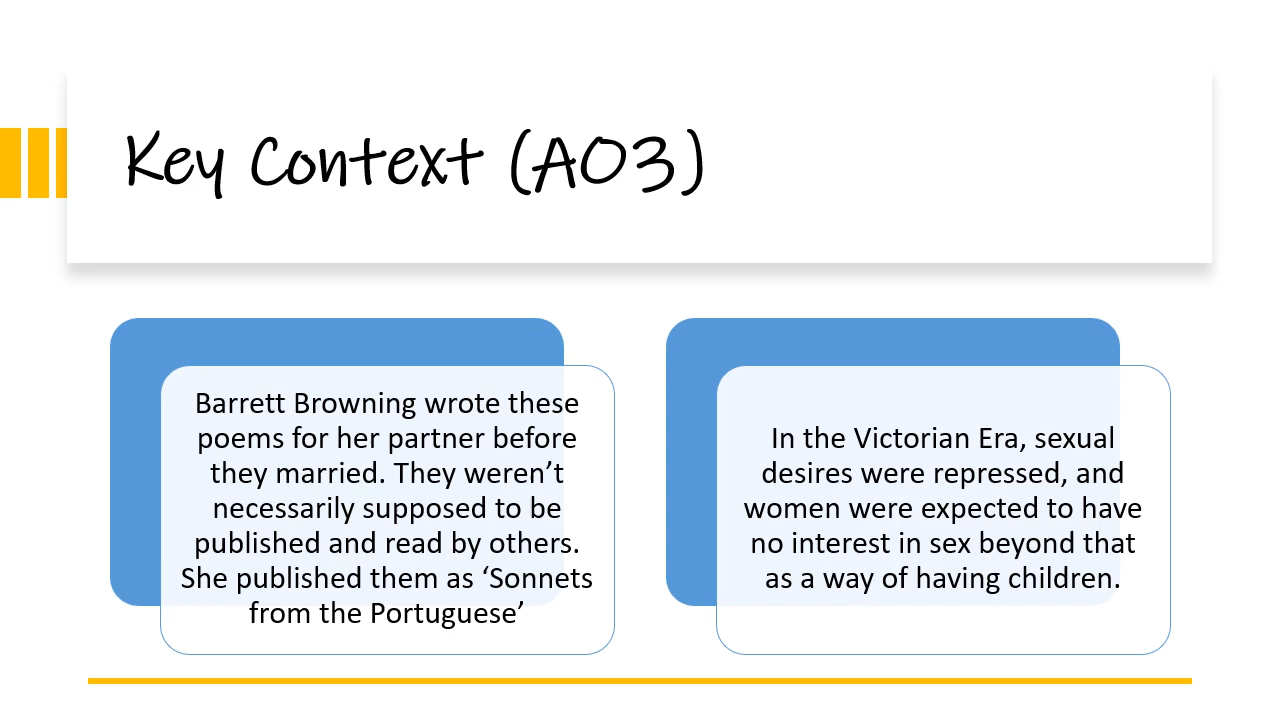 Key Context (AO3)
Barrett Browning wrote these
poems for her partner before
they married. They weren’t
necessarily supposed to be
published and read by others.
She published them as ‘Sonnets
from the Portuguese’
In the Victorian Era, sexual
desires were repressed, and
women were expected to have
no interest in sex beyond that
as a way of having children.